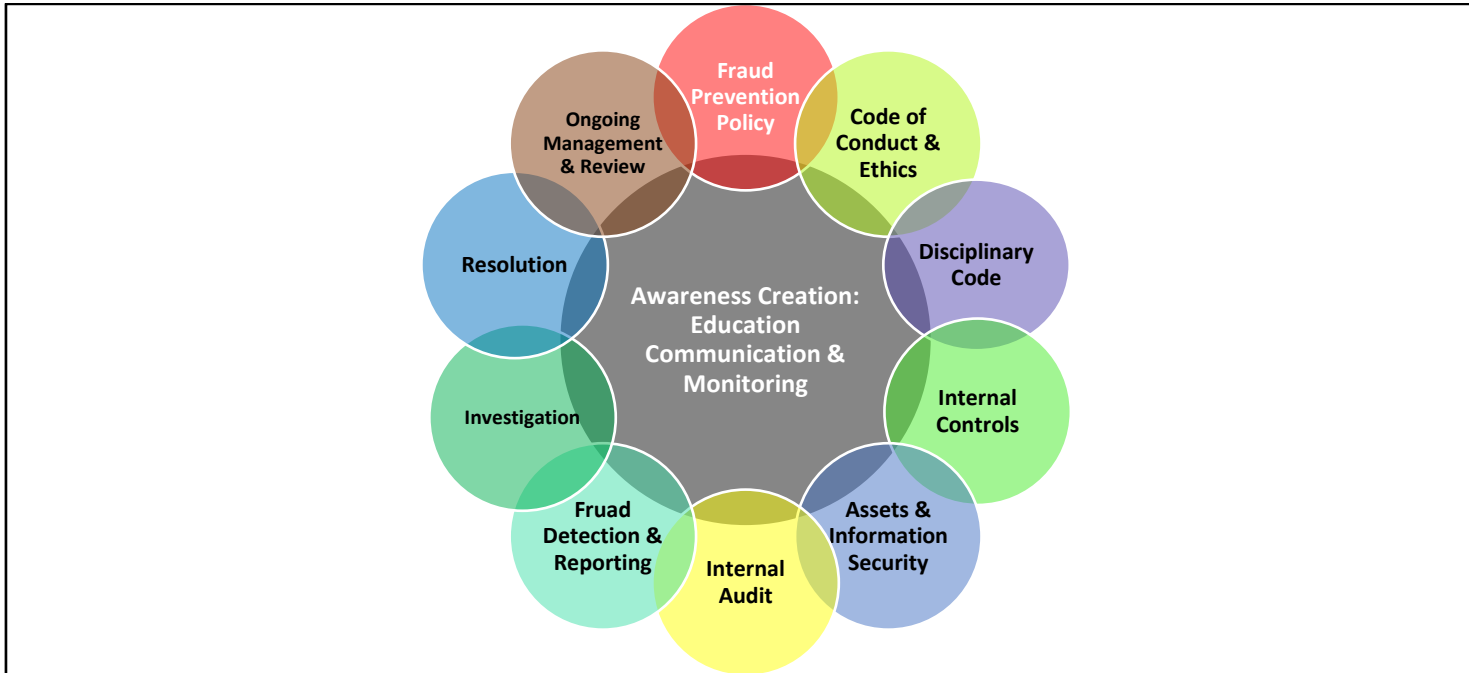 Fraud
Prevention
Policy
Code of
Conduct &
Ethics
Disciplinary
Code
Internal
Controls
Assets &
Information
Security
Internal
Audit
Fruad
Detection &
Reporting
Investigation
Resolution
Ongoing
Management
& Review
Awareness Creation:
Education
Communication &
Monitoring